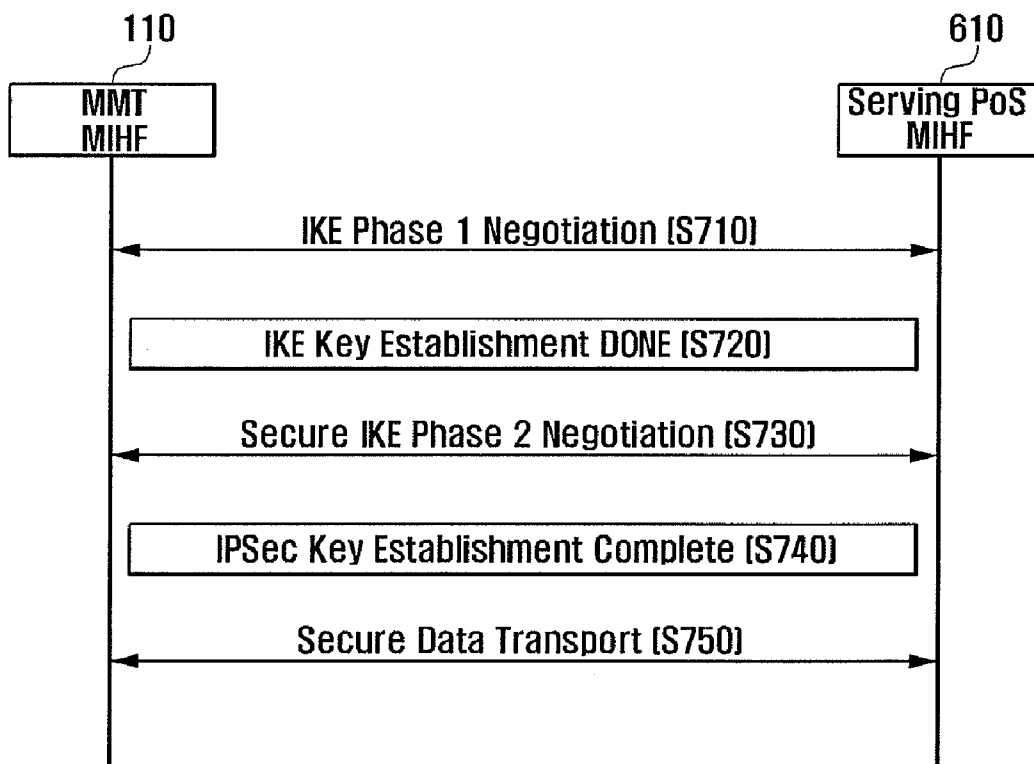 110
610
MMT
MIHF
Serving PoS
MIHF
IKE Phase 1 Negotiation (S710)
IKE Key Establishment DONE (S720)
Secure IKE Phase 2 Negotiation (S730)
IPSec Key Establishment Complete (S740)
Secure Data Transport (S750)